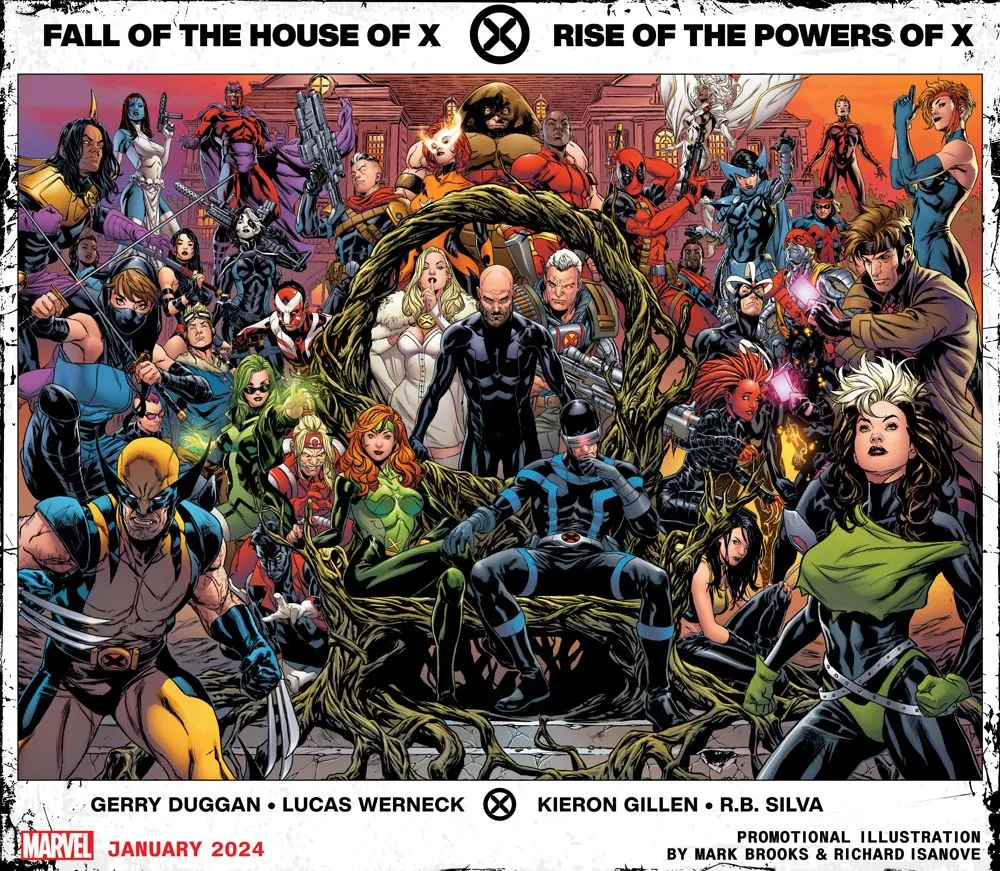 FALL OF THE HOUSE OF X
RISE OF THE POWERS OF X
GERRY DUGGAN • LUCAS WERNECK
KIERON GILLEN • R.B. SILVA
MARVEL
JANUARY 2024
PROMOTIONAL ILLUSTRATION
BY MARK BROOKS & RICHARD ISANOVE